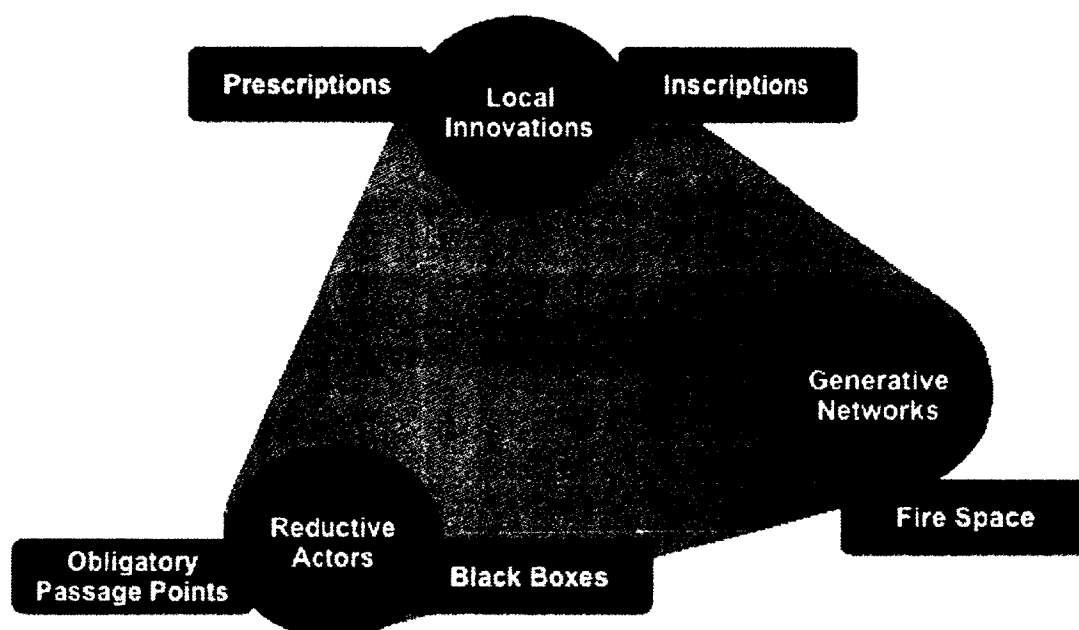 Prescriptions
Local
Innovations
Inscriptions
Generative
Networks
Fire Space
Reductive
Actors
Obligatory
Passage Points
Black Boxes